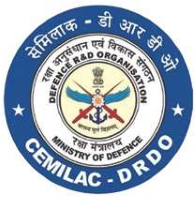 सेमिलाक - डी आर डी ओ
रक्षा अनुसंधान एवं विकास संगठन
DEFENCE R&D ORGANISATION
MINISTRY OF DEFENCE
रक्षा मंत्रालय
CEMILAC - DRDO